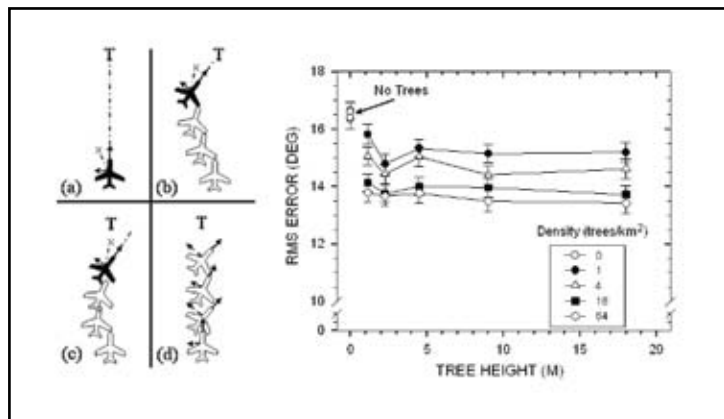 T
T
(a)
(b)
T
(c)
(d)
18
16
14
12
10
0
RMS ERROR (DEG)
No Trees
Density (trees/km²)
0
1
4
16
64
0
5
10
15
20
TREE HEIGHT (M)